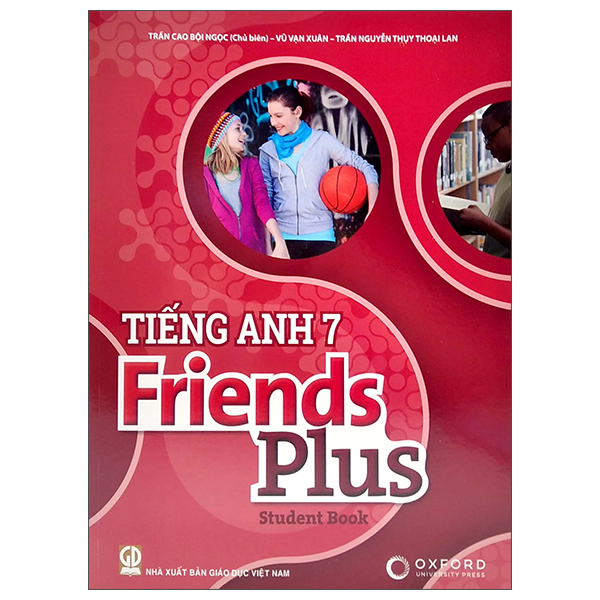 TRẦN CAO BỘI NGỌC (Chủ biên) – VŨ VẠN XUÂN – TRẦN NGUYỄN THỤY THOẠI LAN
TIẾNG ANH 7
Friends
Plus
Student Book
GD
NHÀ XUẤT BẢN GIÁO DỤC VIỆT NAM
OXFORD
UNIVERSITY PRESS